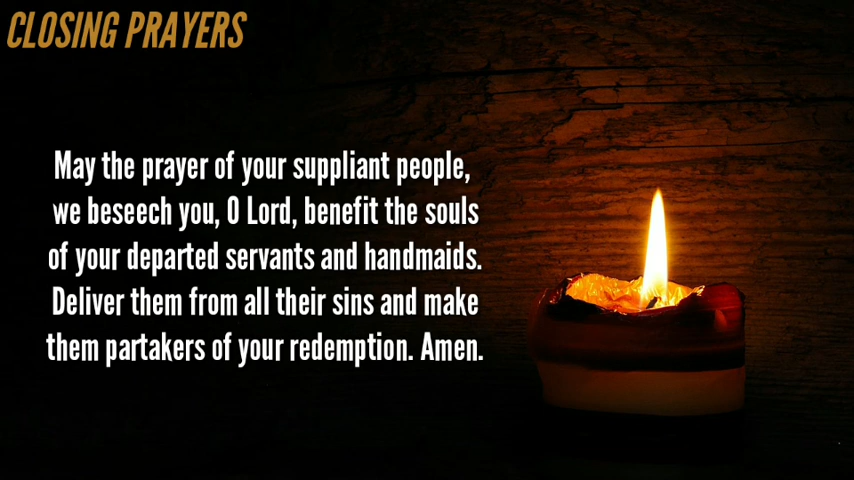 CLOSING PRAYERS
May the prayer of your suppliant people,
we beseech you, O Lord, benefit the souls
of your departed servants and handmaids.
Deliver them from all their sins and make
them partakers of your redemption. Amen.